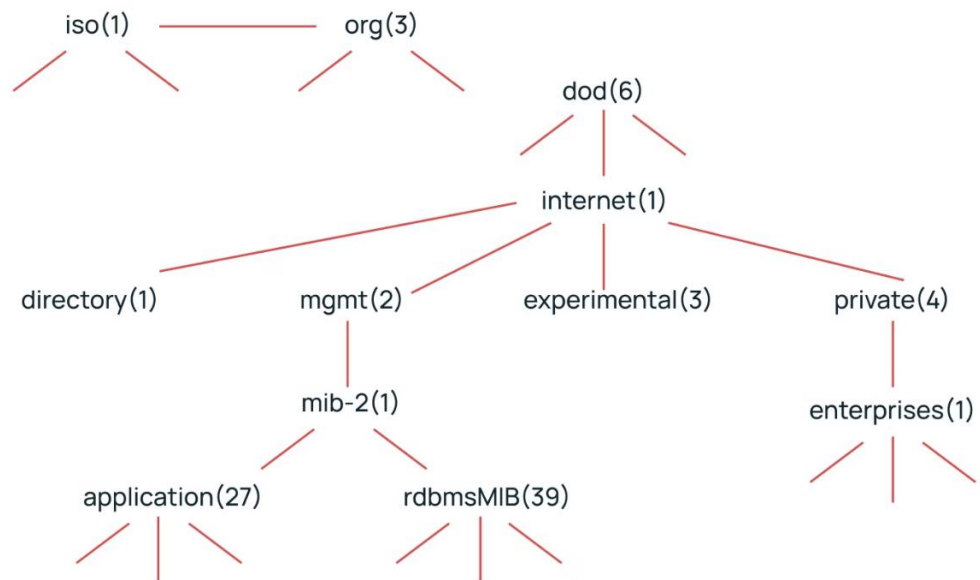 iso(1) org(3)
dod(6)
internet(1)
directory(1) mgmt(2) experimental(3) private(4)
mib-2(1) enterprises(1)
application(27) rdbmsMIB(39)